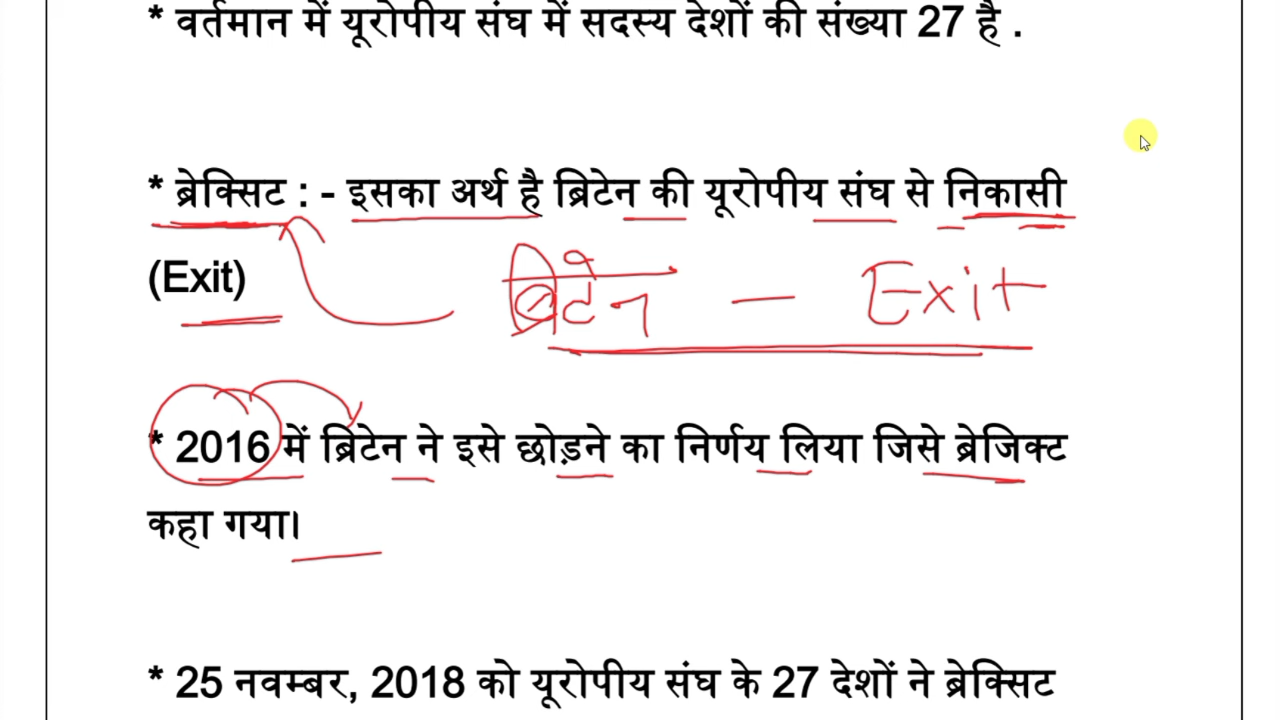 * वर्तमान में यूरोपीय संघ में सदस्य देशों की संख्या 27 है .
* ब्रेक्सिट : - इसका अर्थ है ब्रिटेन की यूरोपीय संघ से निकासी
(Exit)
ब्रिटेन — Exit
* 2016 में ब्रिटेन ने इसे छोड़ने का निर्णय लिया जिसे ब्रेजिक्ट
कहा गया।
* 25 नवम्बर, 2018 को यूरोपीय संघ के 27 देशों ने ब्रेक्सिट